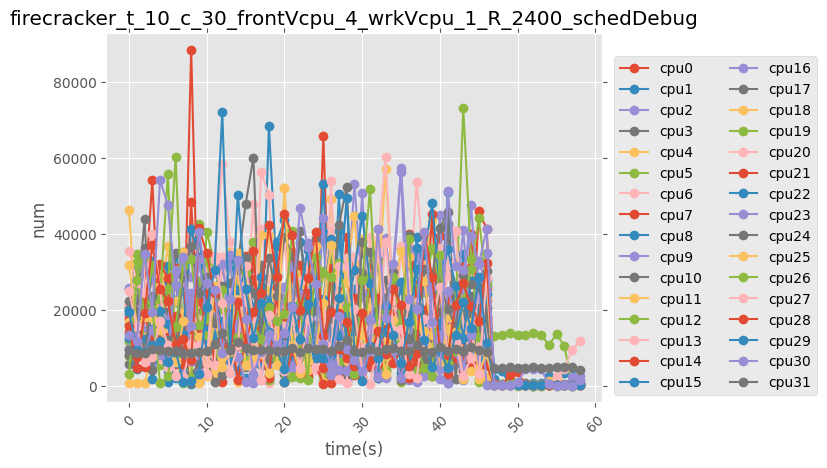 firecracker_t_10_c_30_frontVcpu_4_wrkVcpu_1_R_2400_schedDebug
80000
60000
40000
20000
0
num
0
10
20
30
40
50
60
time(s)
cpu0
cpu1
cpu2
cpu3
cpu4
cpu5
cpu6
cpu7
cpu8
cpu9
cpu10
cpu11
cpu12
cpu13
cpu14
cpu15
cpu16
cpu17
cpu18
cpu19
cpu20
cpu21
cpu22
cpu23
cpu24
cpu25
cpu26
cpu27
cpu28
cpu29
cpu30
cpu31